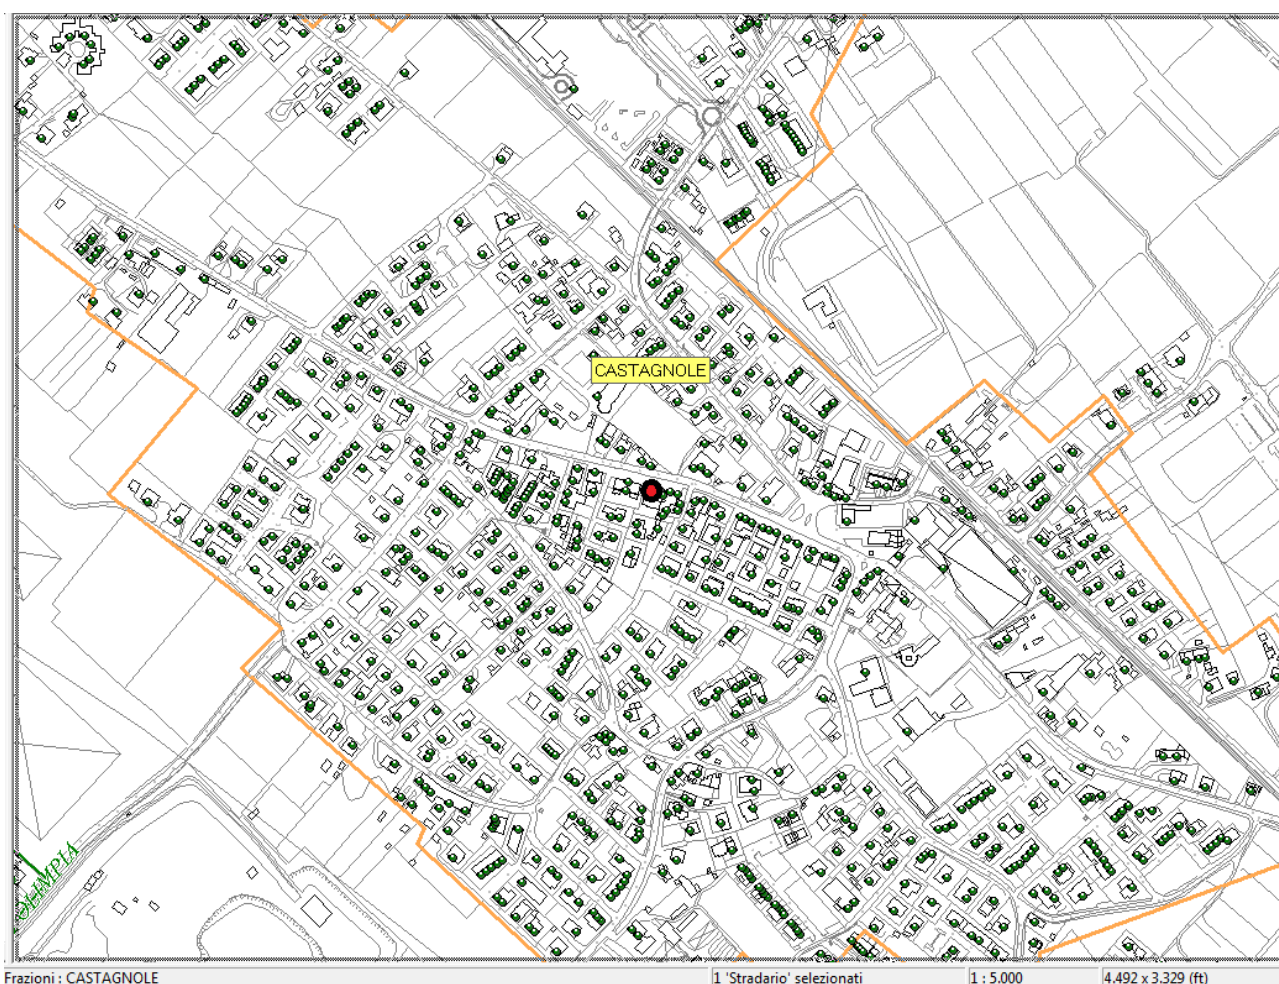 CASTAGNOLE
OLIMPIA
Frazioni : CASTAGNOLE
1 'Stradario' selezionati
1 : 5.000
4.492 x 3.329 (ft)